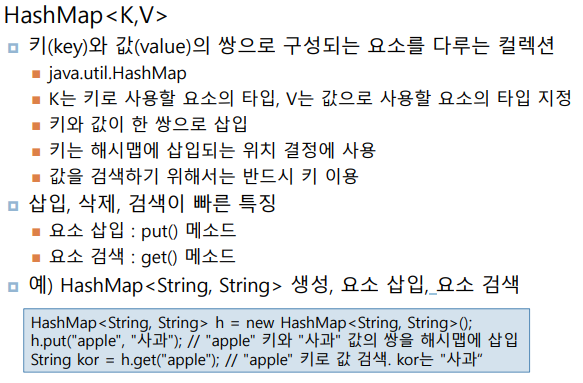 HashMap<K,V>
키(key)와 값(value)의 쌍으로 구성되는 요소를 다루는 컬렉션
java.util.HashMap
K는 키로 사용할 요소의 타입, V는 값으로 사용할 요소의 타입 지정
키와 값이 한 쌍으로 삽입
키는 해시맵에 삽입되는 위치 결정에 사용
값을 검색하기 위해서는 반드시 키 이용
삽입, 삭제, 검색이 빠른 특징
요소 삽입 : put() 메소드
요소 검색 : get() 메소드
예) HashMap<String, String> 생성, 요소 삽입, 요소 검색
HashMap<String, String> h = new HashMap<String, String>();
h.put("apple", "사과"); // "apple" 키와 "사과" 값의 쌍을 해시맵에 삽입
String kor = h.get("apple"); // "apple" 키로 값 검색. kor는 "사과“